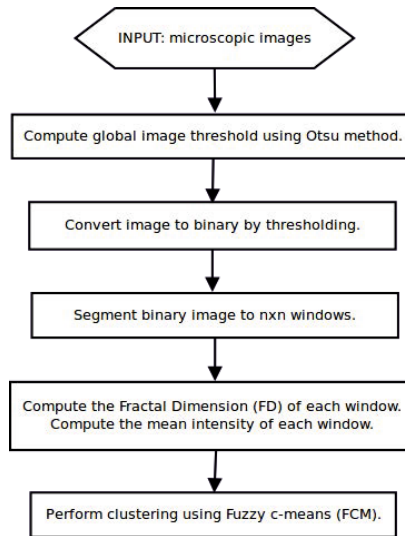 INPUT: microscopic images
Compute global image threshold using Otsu method.
Convert image to binary by thresholding.
Segment binary image to nxn windows.
Compute the Fractal Dimension (FD) of each window.
Compute the mean intensity of each window.
Perform clustering using Fuzzy c-means (FCM).